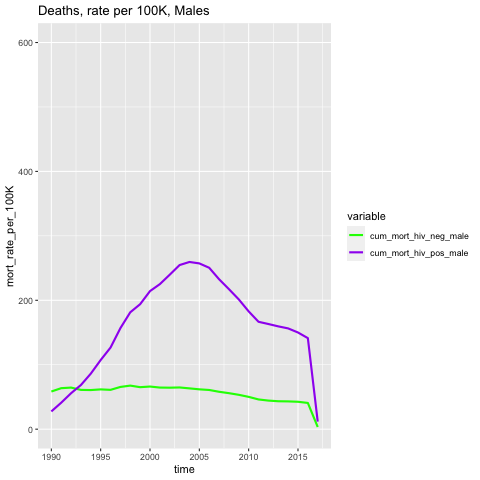 Deaths, rate per 100K, Males
mort_rate_per_100K
600
400
200
0
1990
1995
2000
2005
2010
2015
time
variable
cum_mort_hiv_neg_male
cum_mort_hiv_pos_male